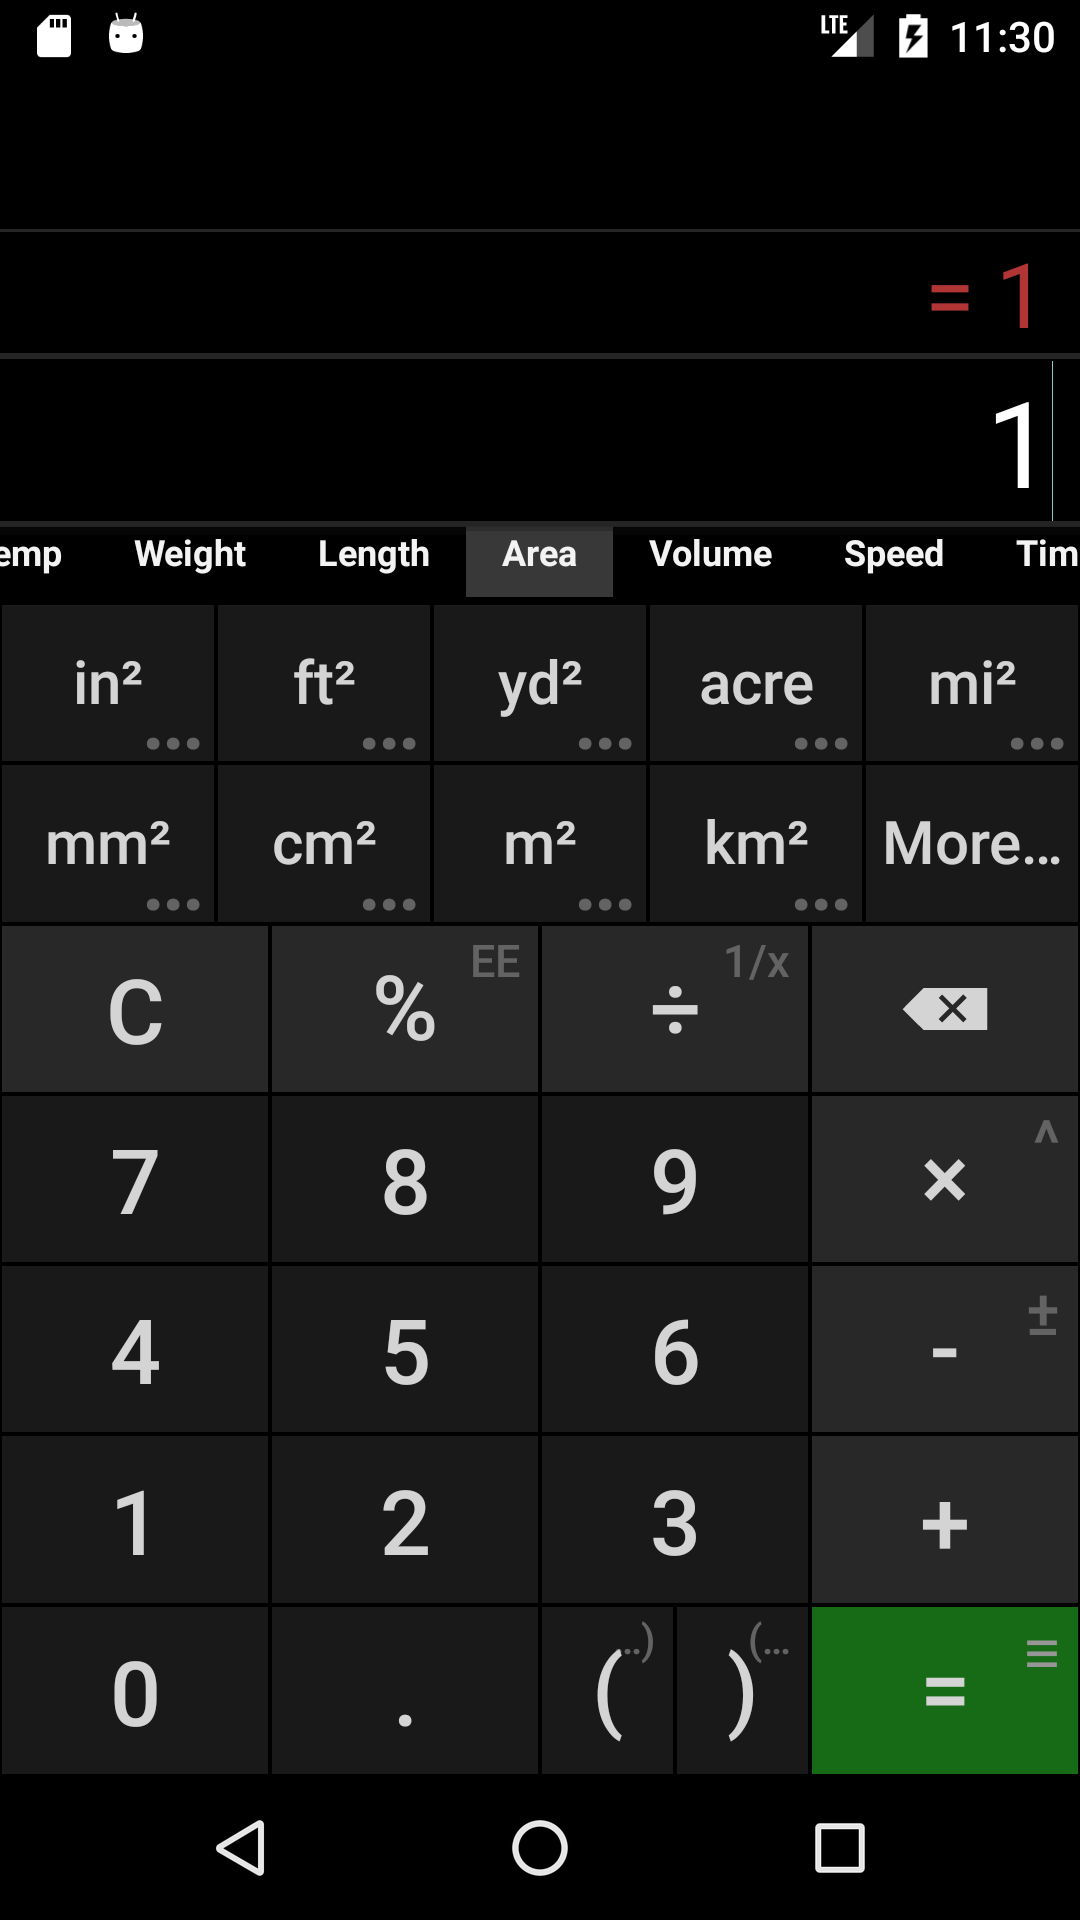 LTE 11:30
= 1
1
emp Weight Length Area Volume Speed Tim
in² ft² yd² acre mi²
mm² cm² m² km² More...
C % EE ÷ 1/x
7 8 9 × ^
4 5 6 - ±
1 2 3 +
0 . ( ..) ) (... =